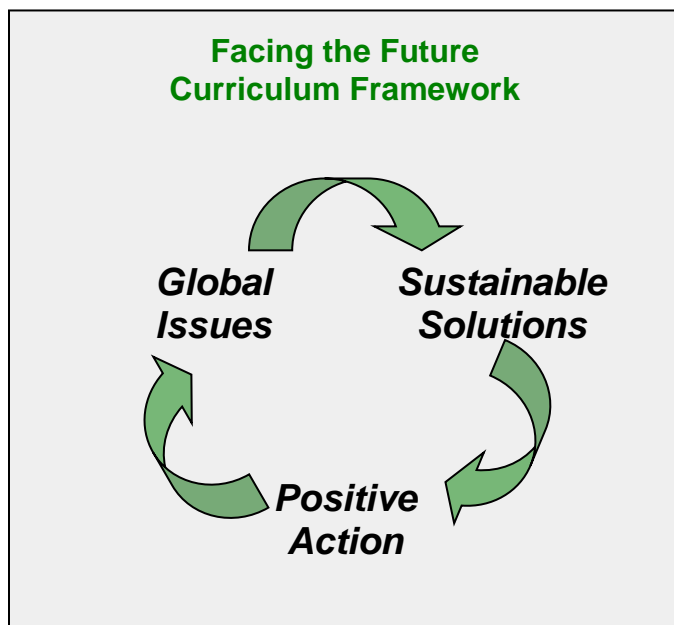 Facing the Future
Curriculum Framework
Global
Issues
Sustainable
Solutions
Positive
Action